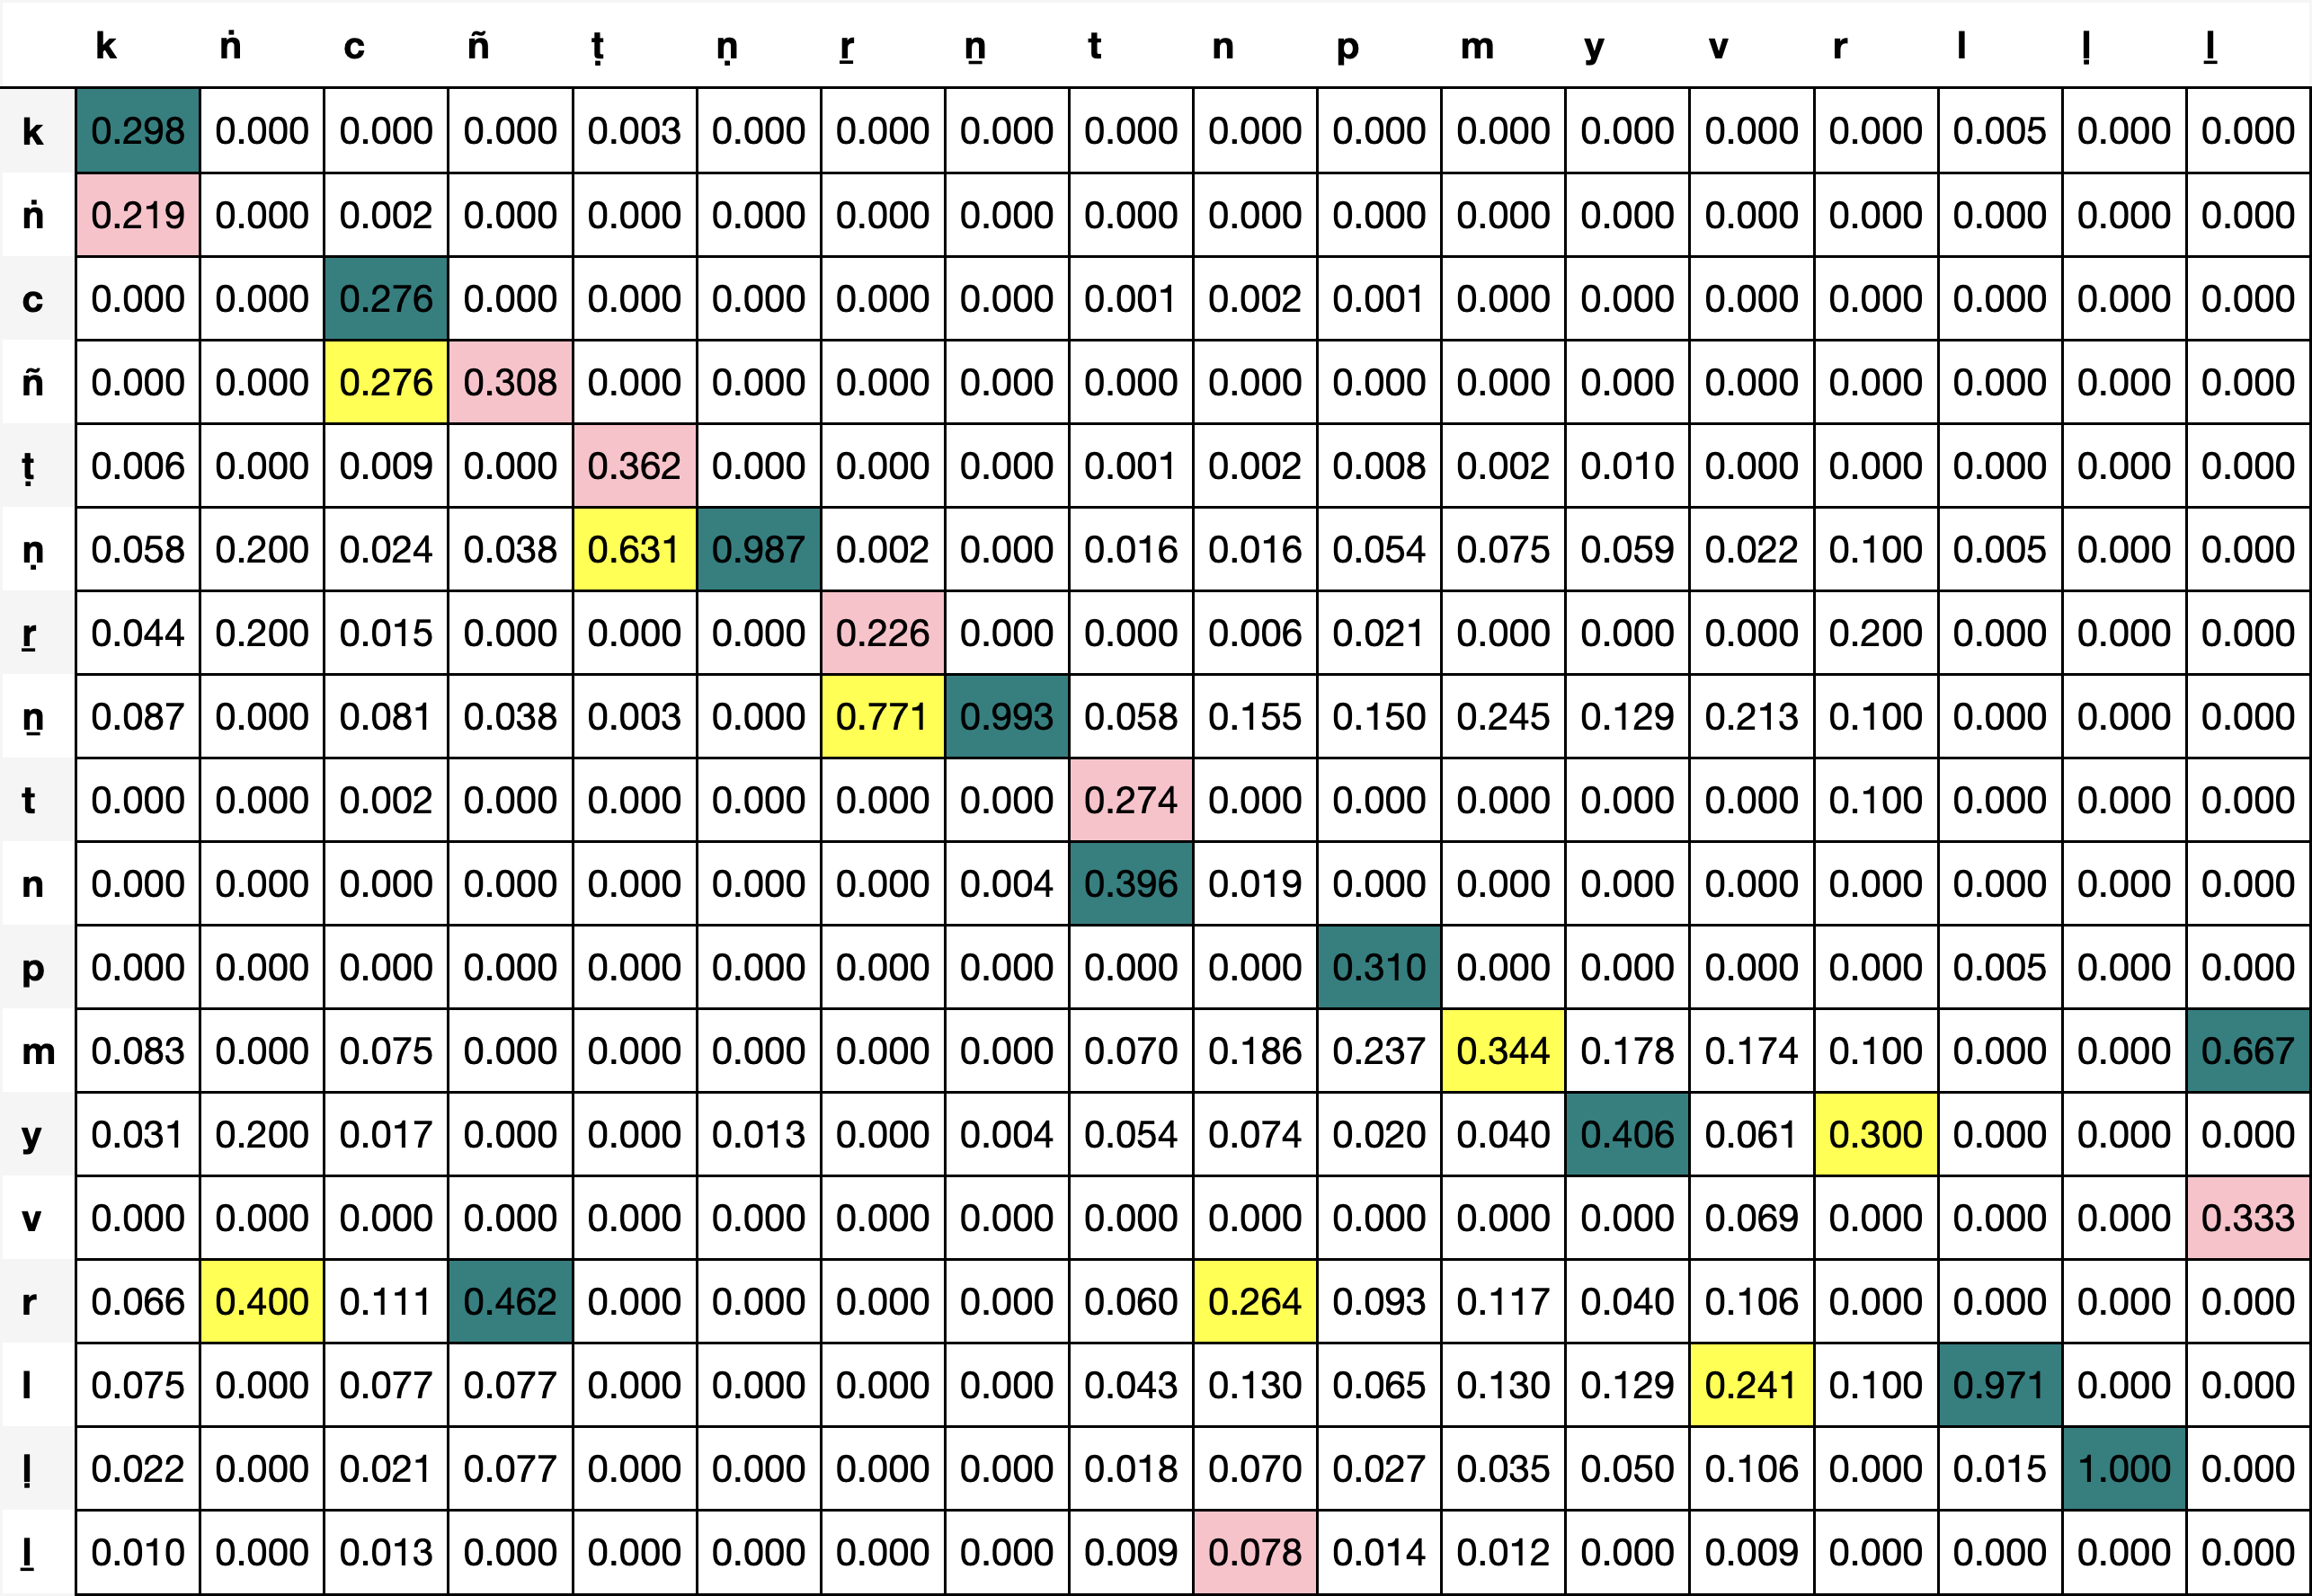 k ṅ c ñ ṭ ṇ ṟ ṉ t n p m y v r l ḷ ḻ
k 0.298 0.000 0.000 0.000 0.003 0.000 0.000 0.000 0.000 0.000 0.000 0.000 0.000 0.000 0.000 0.005 0.000 0.000
ṅ 0.219 0.000 0.002 0.000 0.000 0.000 0.000 0.000 0.000 0.000 0.000 0.000 0.000 0.000 0.000 0.000 0.000 0.000
c 0.000 0.000 0.276 0.000 0.000 0.000 0.000 0.000 0.001 0.002 0.001 0.000 0.000 0.000 0.000 0.000 0.000 0.000
ñ 0.000 0.000 0.276 0.308 0.000 0.000 0.000 0.000 0.000 0.000 0.000 0.000 0.000 0.000 0.000 0.000 0.000 0.000
ṭ 0.006 0.000 0.009 0.000 0.362 0.000 0.000 0.000 0.001 0.002 0.008 0.002 0.010 0.000 0.000 0.000 0.000 0.000
ṇ 0.058 0.200 0.024 0.038 0.631 0.987 0.002 0.000 0.016 0.016 0.054 0.075 0.059 0.022 0.100 0.005 0.000 0.000
ṟ 0.044 0.200 0.015 0.000 0.000 0.000 0.226 0.000 0.000 0.006 0.021 0.000 0.000 0.000 0.200 0.000 0.000 0.000
ṉ 0.087 0.000 0.081 0.038 0.003 0.000 0.771 0.993 0.058 0.155 0.150 0.245 0.129 0.213 0.100 0.000 0.000 0.000
t 0.000 0.000 0.002 0.000 0.000 0.000 0.000 0.000 0.274 0.000 0.000 0.000 0.000 0.000 0.100 0.000 0.000 0.000
n 0.000 0.000 0.000 0.000 0.000 0.000 0.000 0.004 0.396 0.019 0.000 0.000 0.000 0.000 0.000 0.000 0.000 0.000
p 0.000 0.000 0.000 0.000 0.000 0.000 0.000 0.000 0.000 0.000 0.310 0.000 0.000 0.000 0.000 0.005 0.000 0.000
m 0.083 0.000 0.075 0.000 0.000 0.000 0.000 0.000 0.070 0.186 0.237 0.344 0.178 0.174 0.100 0.000 0.000 0.667
y 0.031 0.200 0.017 0.000 0.000 0.013 0.000 0.004 0.054 0.074 0.020 0.040 0.406 0.061 0.300 0.000 0.000 0.000
v 0.000 0.000 0.000 0.000 0.000 0.000 0.000 0.000 0.000 0.000 0.000 0.000 0.000 0.069 0.000 0.000 0.000 0.333
r 0.066 0.400 0.111 0.462 0.000 0.000 0.000 0.000 0.060 0.264 0.093 0.117 0.040 0.106 0.000 0.000 0.000 0.000
l 0.075 0.000 0.077 0.077 0.000 0.000 0.000 0.000 0.043 0.130 0.065 0.130 0.129 0.241 0.100 0.971 0.000 0.000
ḷ 0.022 0.000 0.021 0.077 0.000 0.000 0.000 0.000 0.018 0.070 0.027 0.035 0.050 0.106 0.000 0.015 1.000 0.000
ḻ 0.010 0.000 0.013 0.000 0.000 0.000 0.000 0.000 0.009 0.078 0.014 0.012 0.000 0.009 0.000 0.000 0.000 0.000